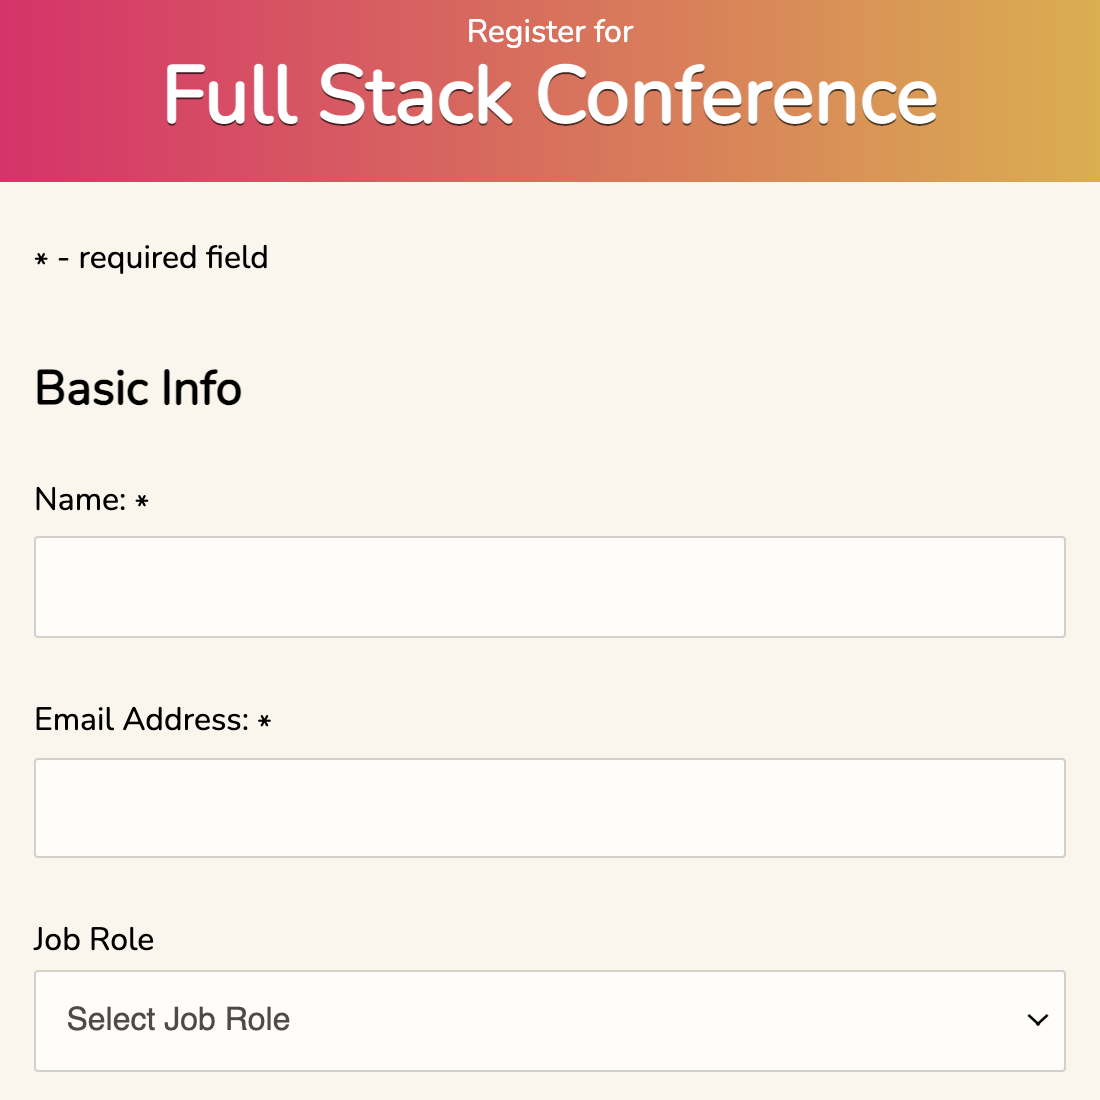 Register for
Full Stack Conference
* - required field
Basic Info
Name: *
Email Address: *
Job Role
Select Job Role